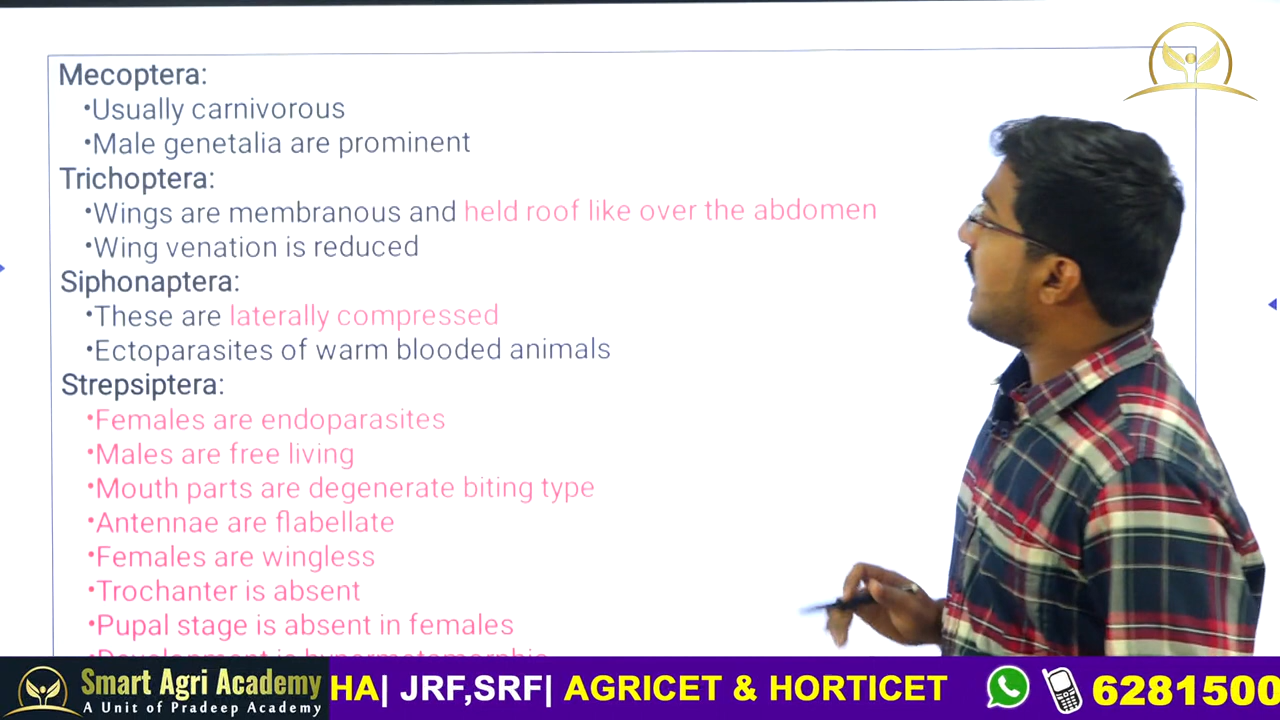 Mecoptera:
•Usually carnivorous
•Male genetalia are prominent
Trichoptera:
•Wings are membranous and held roof like over the abdomen
•Wing venation is reduced
Siphonaptera:
•These are laterally compressed
•Ectoparasites of warm blooded animals
Strepsiptera:
•Females are endoparasites
•Males are free living
•Mouth parts are degenerate biting type
•Antennae are flabellate
•Females are wingless
•Trochanter is absent
•Pupal stage is absent in females
Smart Agri Academy
A Unit of Pradeep Academy
HA| JRF,SRF| AGRICET & HORTICET
6281500